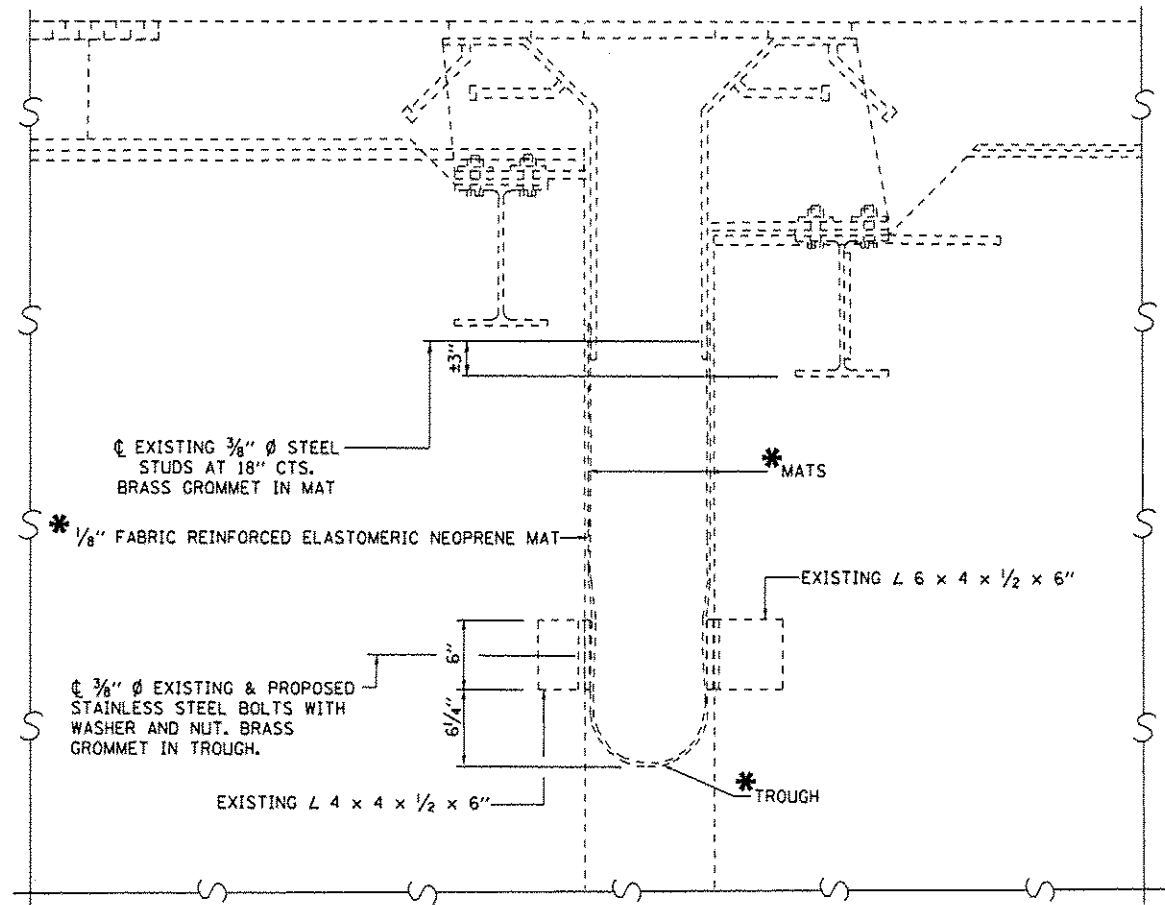 ±3"
℄ EXISTING 3/8" Ø STEEL
STUDS AT 18" CTS.
BRASS GROMMET IN MAT
* MATS
* 1/8" FABRIC REINFORCED ELASTOMERIC NEOPRENE MAT
EXISTING ∠ 6 × 4 × 1/2 × 6"
6"
℄ 3/8" Ø EXISTING & PROPOSED
STAINLESS STEEL BOLTS WITH
WASHER AND NUT. BRASS
GROMMET IN TROUGH.
6 1/4"
EXISTING ∠ 4 × 4 × 1/2 × 6"
* TROUGH